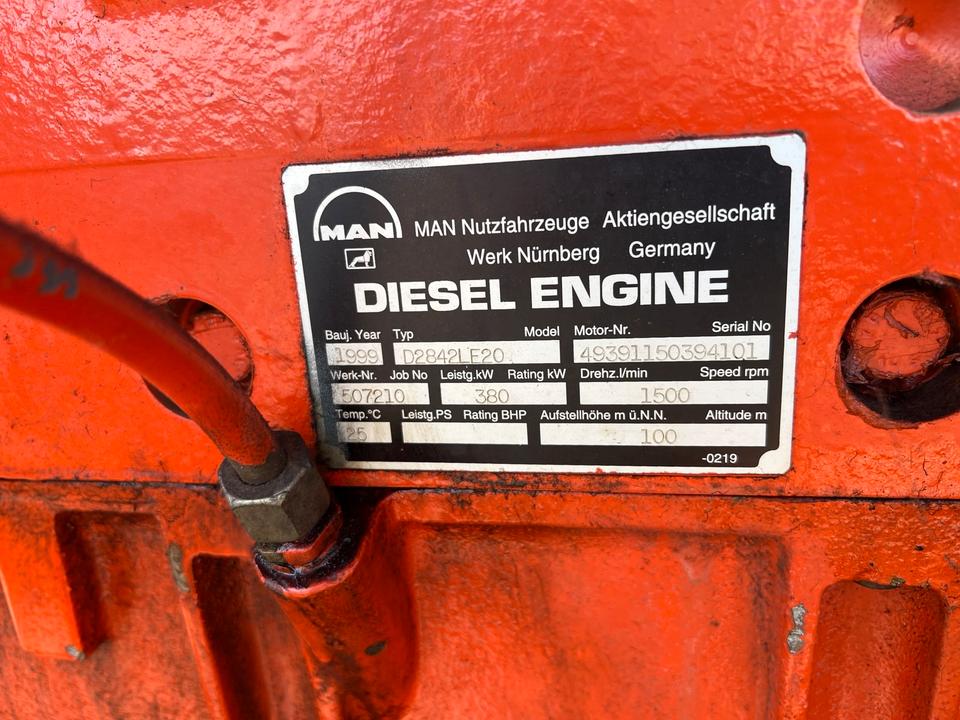 MAN
MAN Nutzfahrzeuge Aktiengesellschaft
Werk Nürnberg Germany
DIESEL ENGINE
Bauj. Year Typ Model Motor-Nr. Serial No
1999 D2842LE20 49391150394101
Werk-Nr. Job No Leistg.kW Rating kW Drehz.l/min Speed rpm
507210 380 1500
Temp.°C Leistg.PS Rating BHP Aufstellhöhe m ü.N.N. Altitude m
25 100
-0219